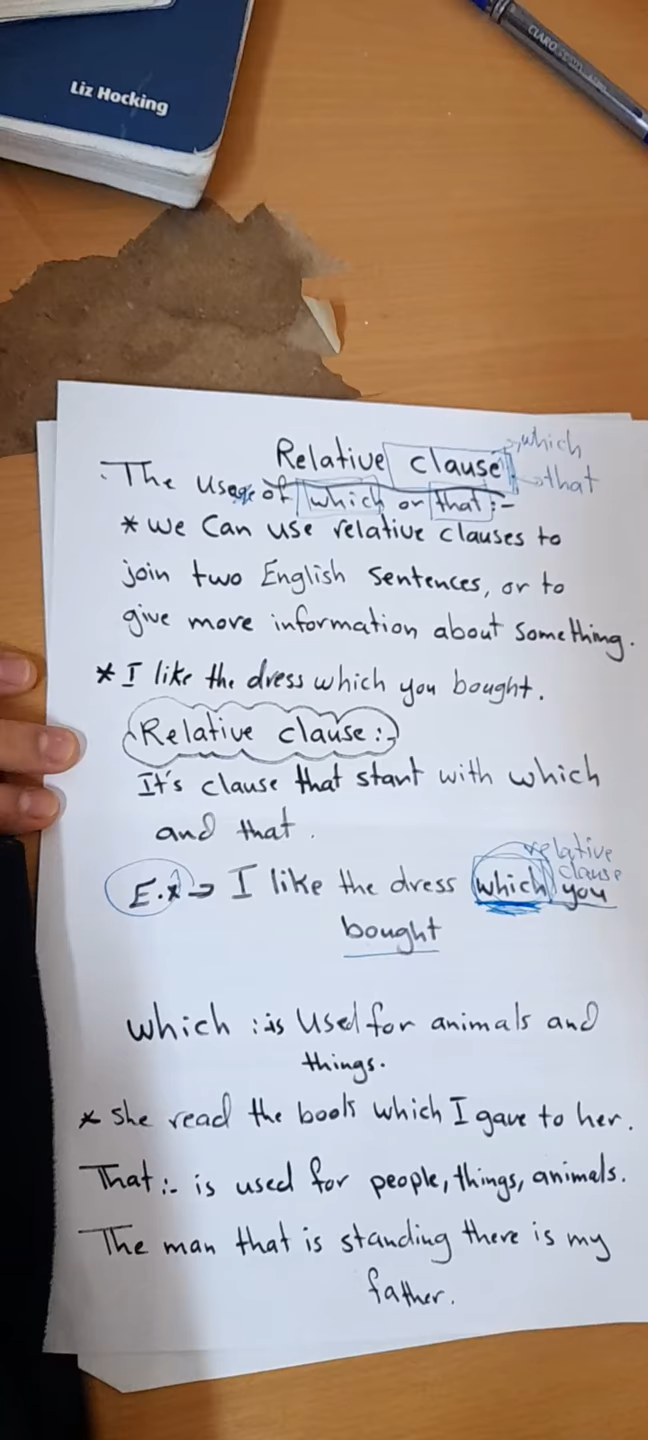 Liz Hocking
CLARO
Relative clause
which
that
The usage of which or that :-
* we can use relative clauses to
join two English sentences, or to
give more information about something.
* I like the dress which you bought.
Relative clause :-
It's clause that start with which
and that.
relative
clause
E.x → I like the dress which you
bought
which : is used for animals and
things.
* she read the book which I gave to her.
That :- is used for people, things, animals.
The man that is standing there is my
father.